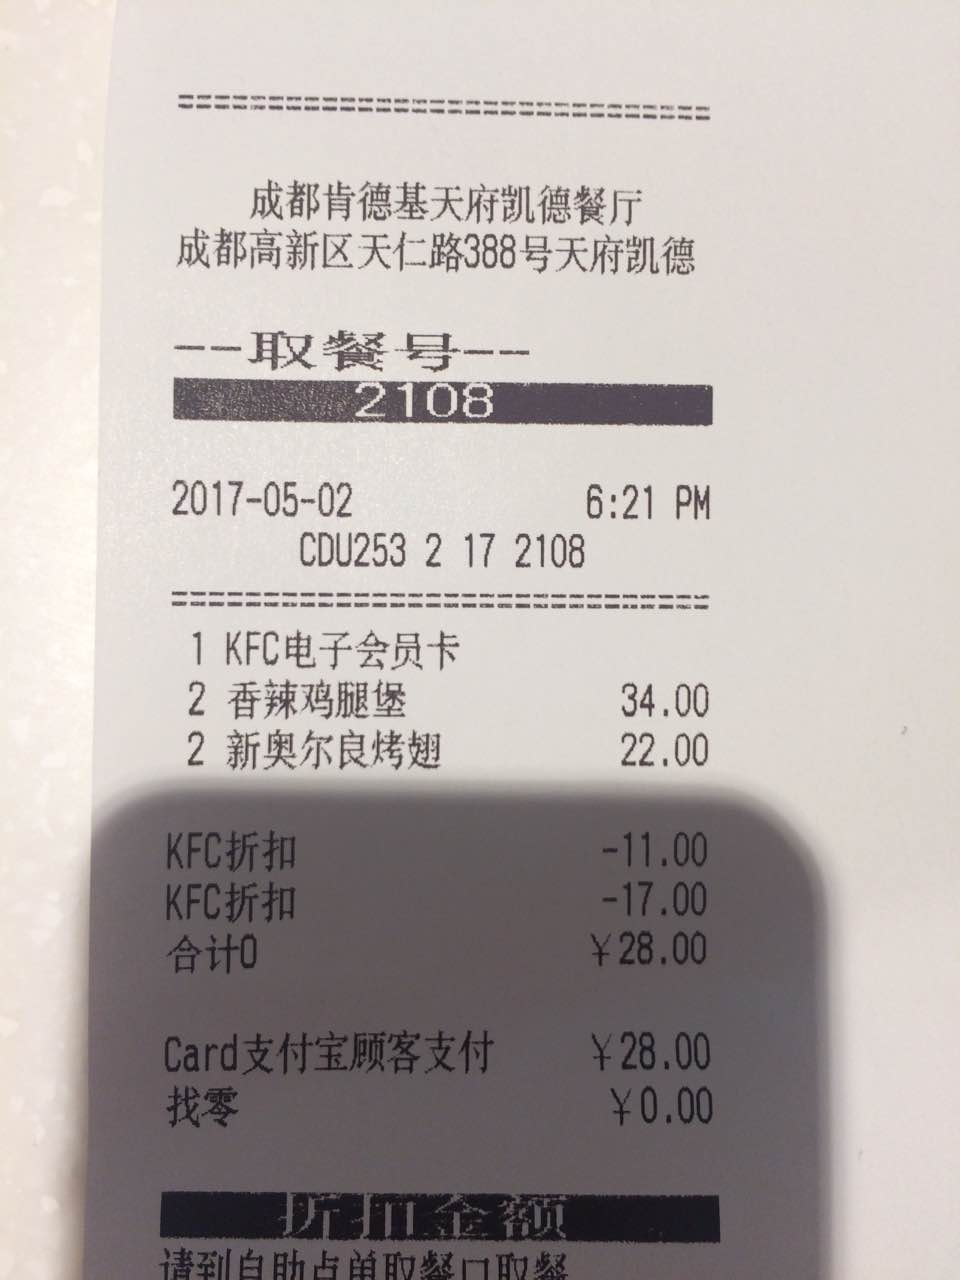 成都肯德基天府凯德餐厅
成都高新区天仁路388号天府凯德
--取餐号--
2108
2017-05-02 6:21 PM
CDU253 2 17 2108
1 KFC电子会员卡
2 香辣鸡腿堡 34.00
2 新奥尔良烤翅 22.00
KFC折扣 -11.00
KFC折扣 -17.00
合计0 ¥28.00
Card支付宝顾客支付 ¥28.00
找零 ¥0.00
折扣金额
请到自助点单取餐口取餐